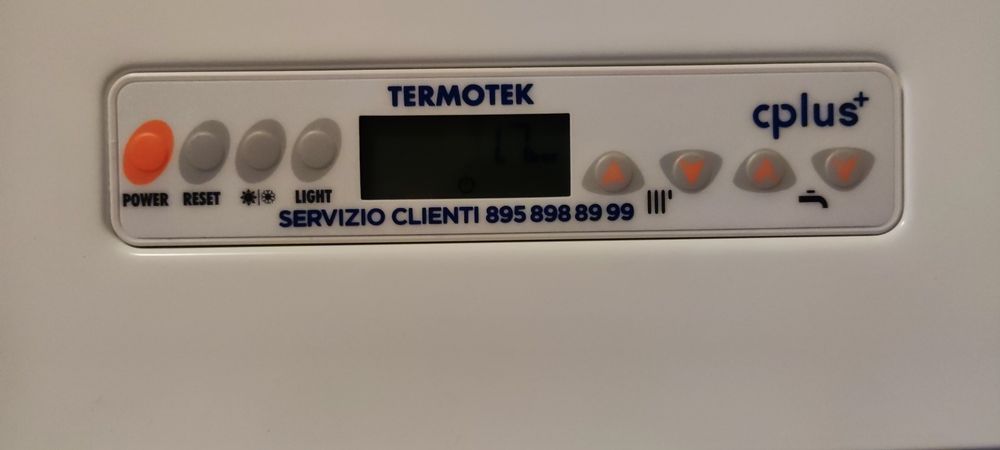 TERMOTEK
cplus+
POWER RESET LIGHT
SERVIZIO CLIENTI 895 898 89 99